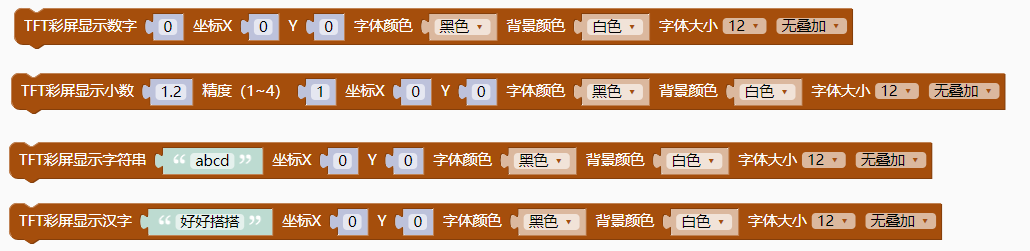 TFT彩屏显示数字 0 坐标X 0 Y 0 字体颜色 黑色 背景颜色 白色 字体大小 12 无叠加
TFT彩屏显示小数 1.2 精度（1~4） 1 坐标X 0 Y 0 字体颜色 黑色 背景颜色 白色 字体大小 12 无叠加
TFT彩屏显示字符串 “ abcd ” 坐标X 0 Y 0 字体颜色 黑色 背景颜色 白色 字体大小 12 无叠加
TFT彩屏显示汉字 “ 好好搭搭 ” 坐标X 0 Y 0 字体颜色 黑色 背景颜色 白色 字体大小 12 无叠加